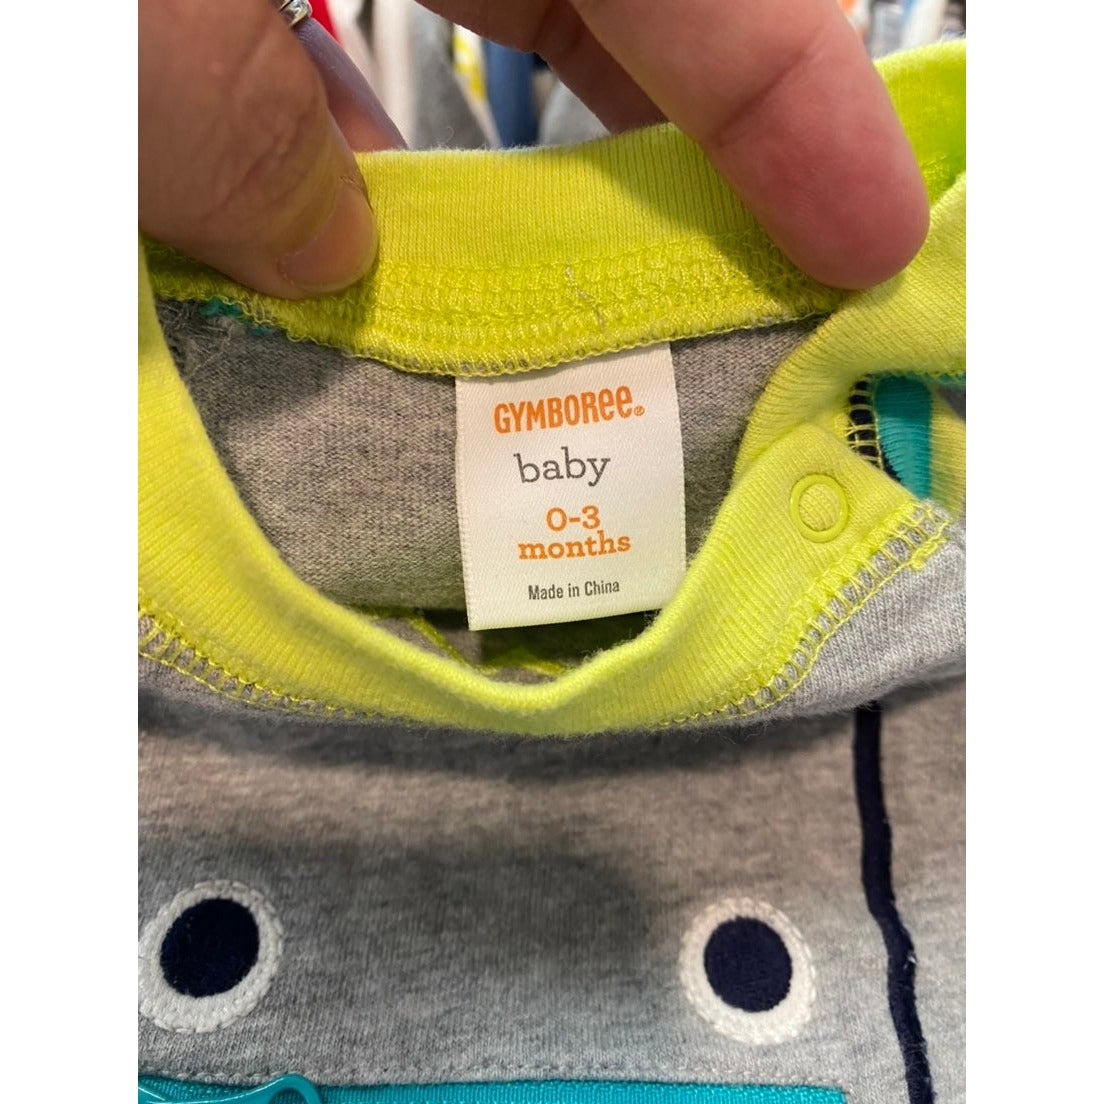 GYMBOREE®
baby
0-3
months
Made in China